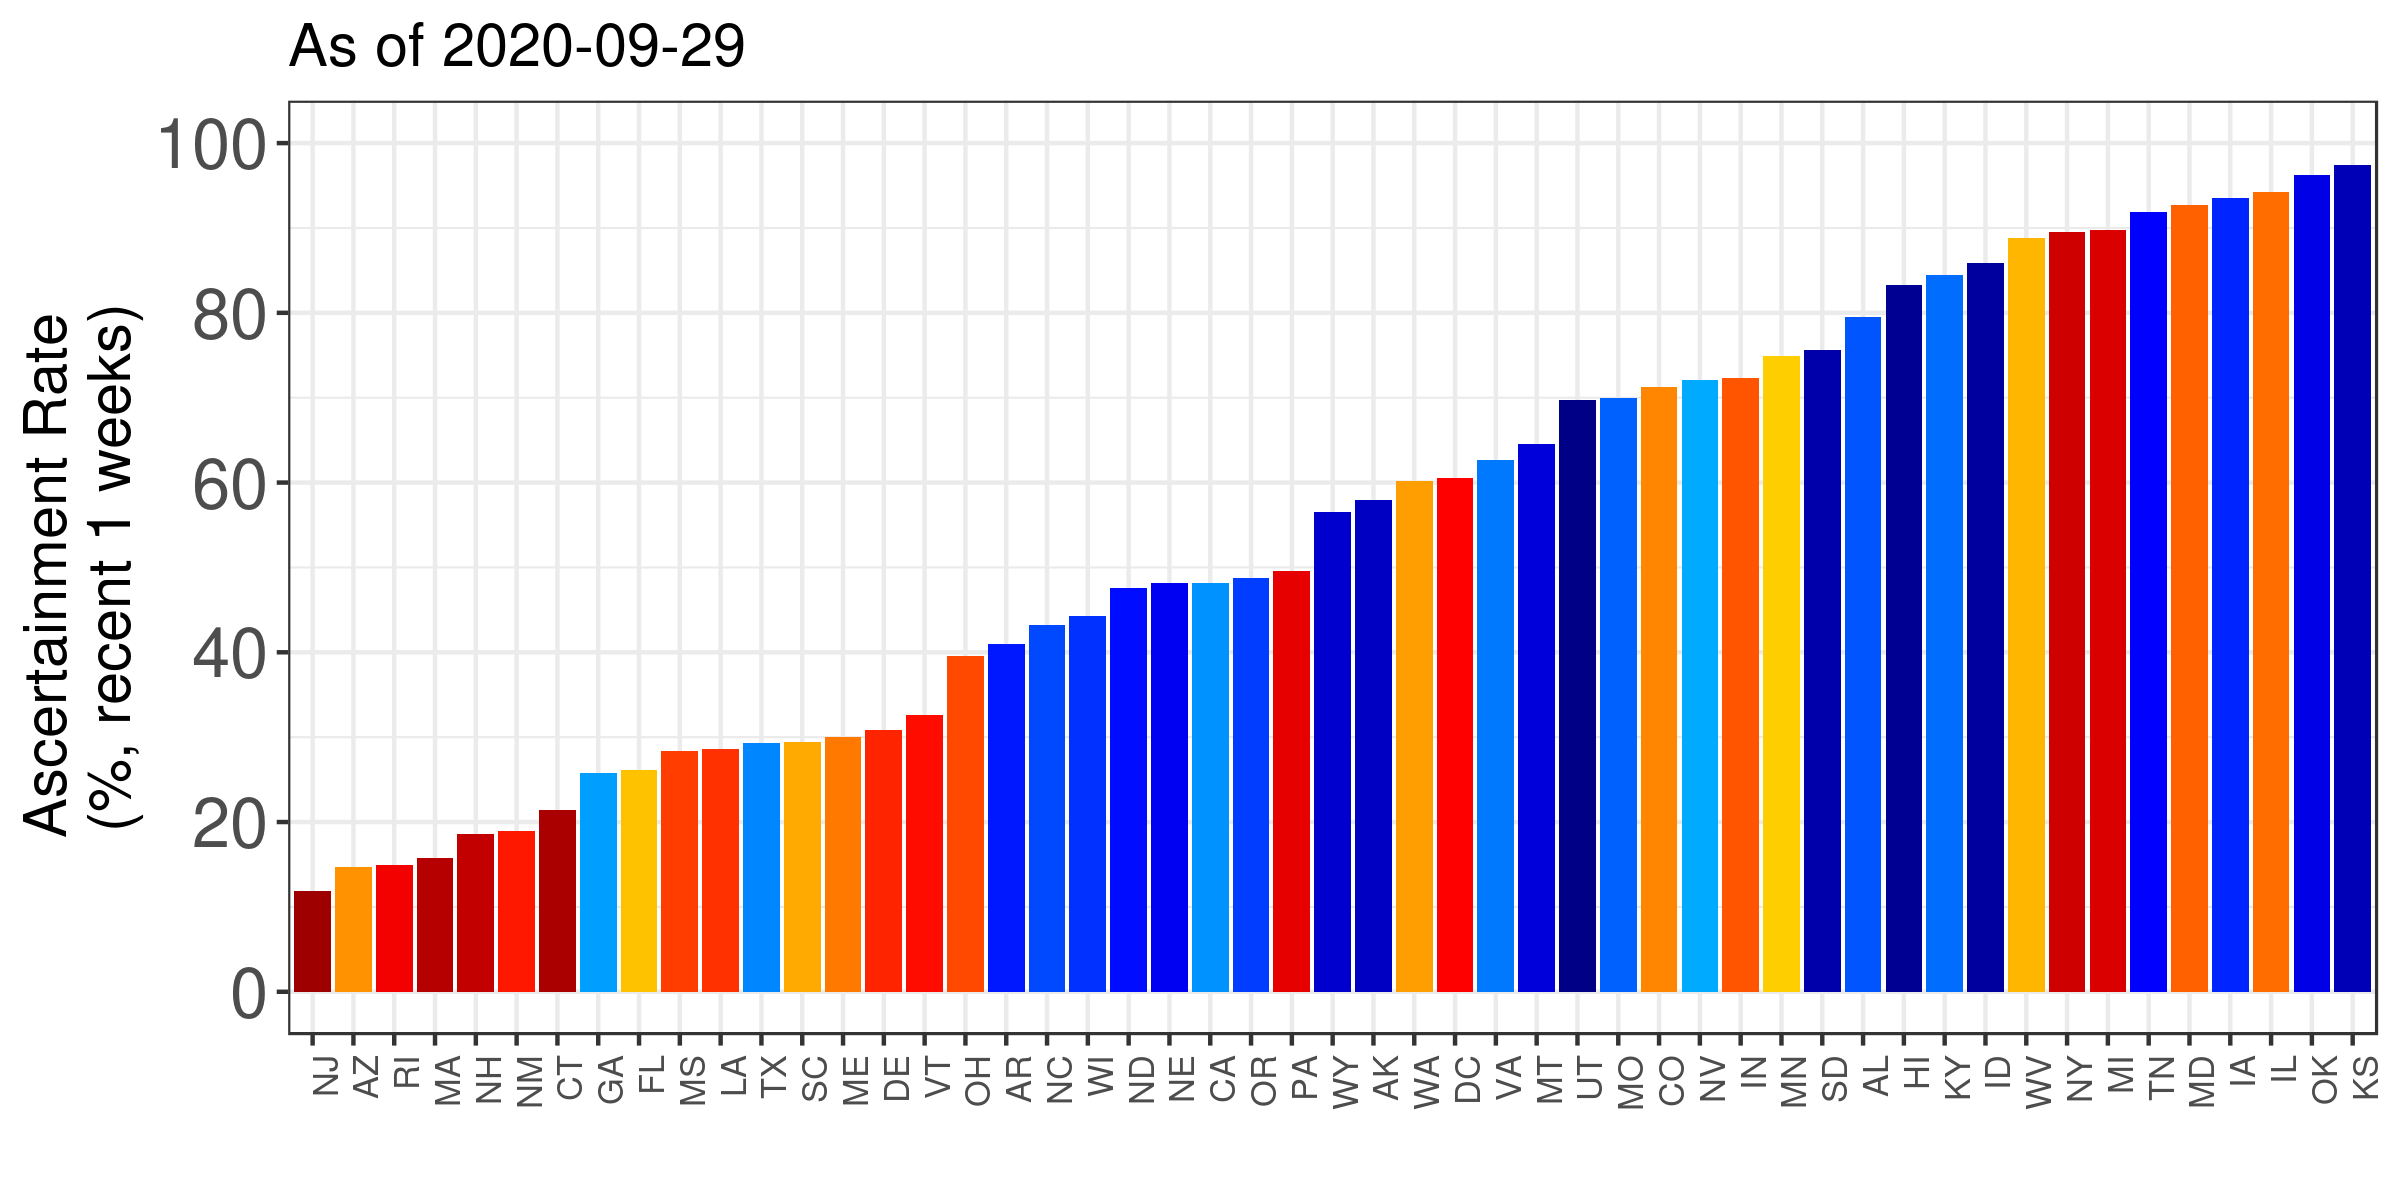 As of 2020-09-29
Ascertainment Rate
(%, recent 1 weeks)
100
80
60
40
20
0
NJ
AZ
RI
MA
NH
NM
CT
GA
FL
MS
LA
TX
SC
ME
DE
VT
OH
AR
NC
WI
ND
NE
CA
OR
PA
WY
AK
WA
DC
VA
MT
UT
MO
CO
NV
IN
MN
SD
AL
HI
KY
ID
WV
NY
MI
TN
MD
IA
IL
OK
KS